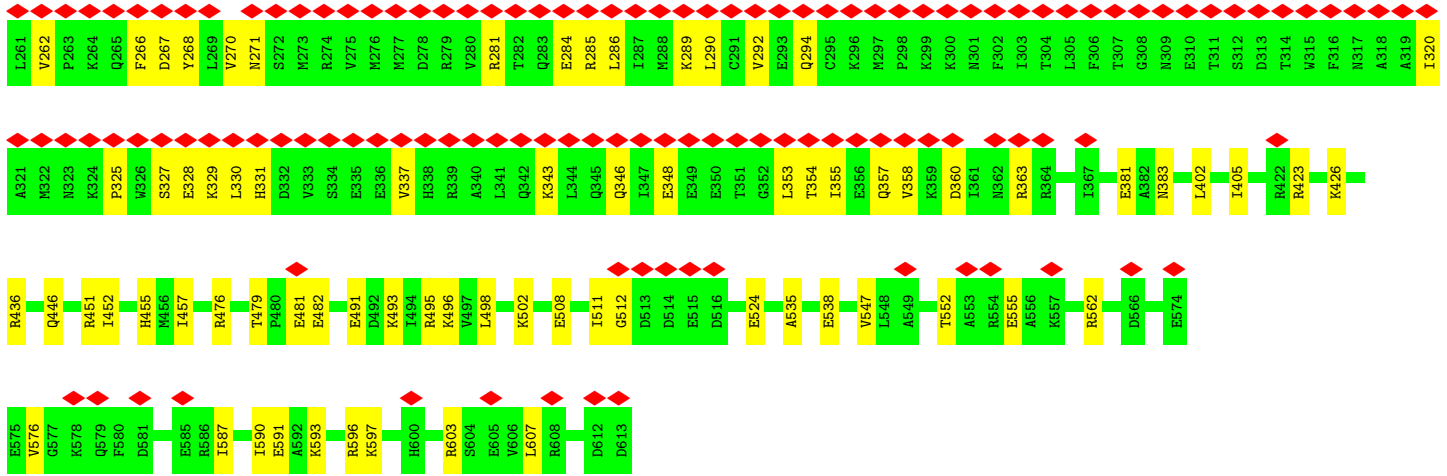 L261 V262 P263 K264 Q265 F266 D267 Y268 L269 V270 N271 S272 M273 R274 V275 M276 M277 D278 R279 V280 R281 T282 Q283 E284 R285 L286 I287 M288 K289 L290 C291 V292 E293 Q294 C295 K296 M297 P298 K299 K300 N301 F302 I303 T304 L305 F306 T307 G308 N309 E310 T311 S312 D313 T314 W315 F316 N317 A318 A319 I320
A321 M322 N323 K324 P325 W326 S327 E328 K329 L330 H331 D332 V333 S334 E335 E336 V337 H338 R339 A340 L341 Q342 K343 L344 Q345 Q346 I347 E348 E349 E350 T351 G352 L353 T354 I355 E356 Q357 V358 K359 D360 I361 N362 R363 R364 I367 E381 A382 N383 L402 I405 R422 R423 K426
R436 Q446 R451 I452 H455 M456 I457 R476 T479 P480 E481 E482 E491 D492 K493 I494 R495 K496 V497 L498 K502 E508 I511 G512 D513 D514 E515 D516 E524 A535 E538 V547 L548 A549 T552 A553 R554 E555 A556 K557 R562 D566 E574
E575 V576 G577 K578 Q579 F580 D581 E585 R586 I587 I590 E591 A592 K593 R596 K597 H600 R603 S604 E605 V606 L607 R608 D612 D613